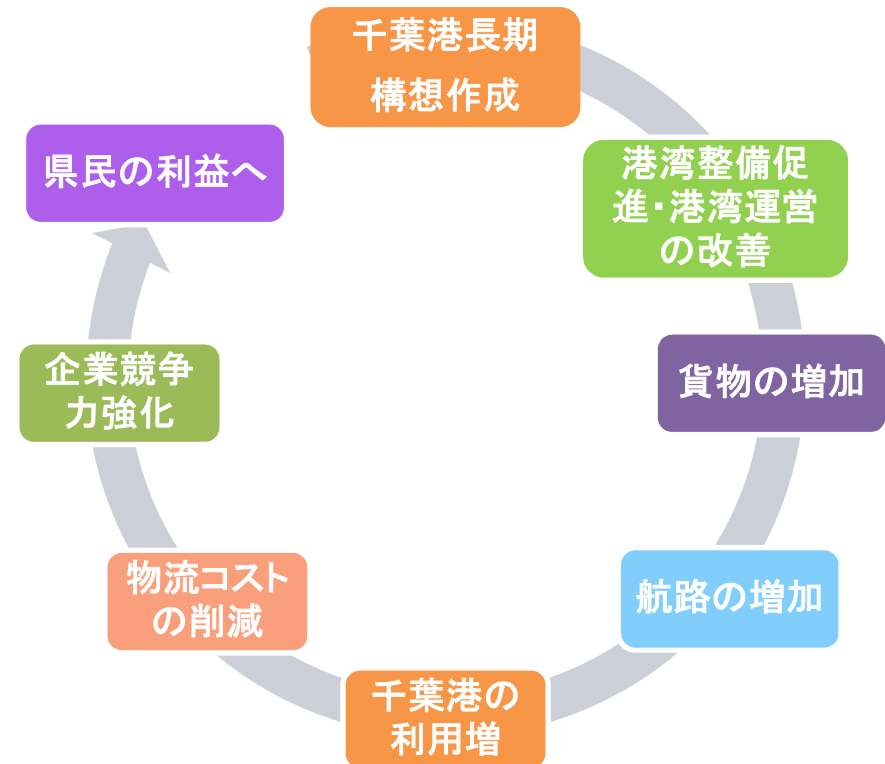 千葉港長期
構想作成
港湾整備促
進・港湾運営
の改善
貨物の増加
航路の増加
千葉港の
利用増
物流コスト
の削減
企業競争
力強化
県民の利益へ